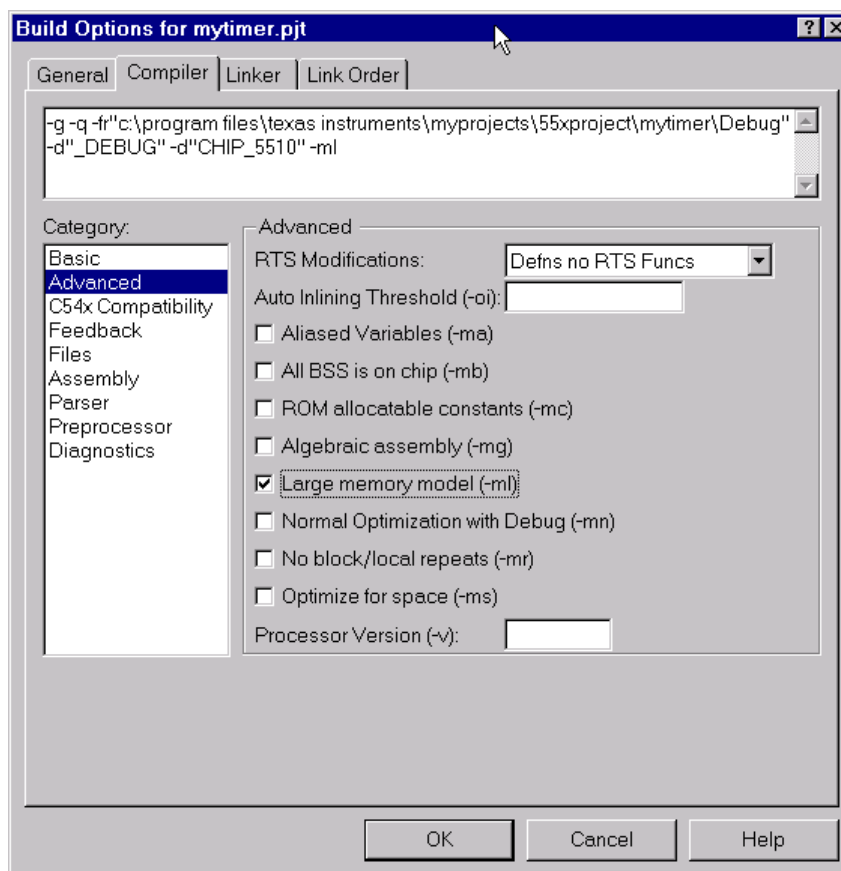 Build Options for mytimer.pjt
General Compiler Linker Link Order
-g -q -fr"c:\program files\texas instruments\myprojects\55xproject\mytimer\Debug"
-d"_DEBUG" -d"CHIP_5510" -ml
Category:
Basic
Advanced
C54x Compatibility
Feedback
Files
Assembly
Parser
Preprocessor
Diagnostics
Advanced
RTS Modifications: Defns no RTS Funcs
Auto Inlining Threshold (-oi):
Aliased Variables (-ma)
All BSS is on chip (-mb)
ROM allocatable constants (-mc)
Algebraic assembly (-mg)
Large memory model (-ml)
Normal Optimization with Debug (-mn)
No block/local repeats (-mr)
Optimize for space (-ms)
Processor Version (-v):
OK Cancel Help